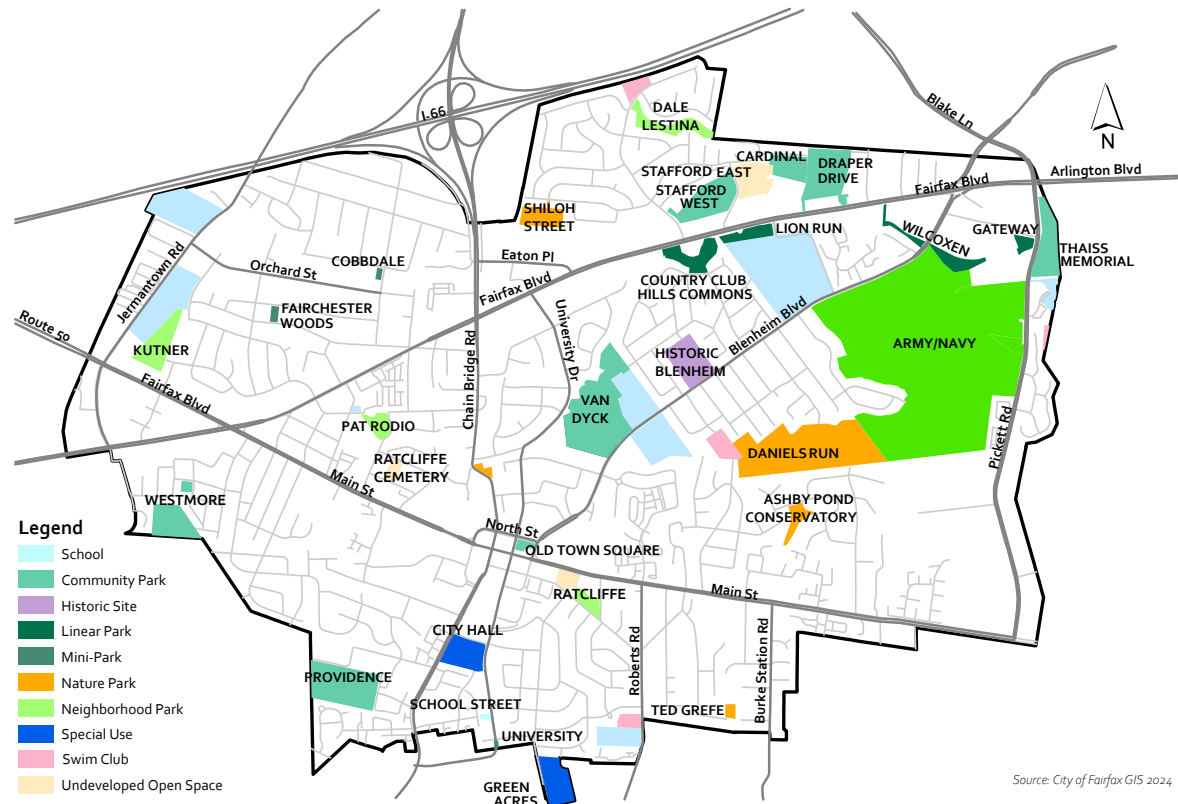 I-66
DALE
LESTINA
Blake Ln
N
CARDINAL
DRAPER
DRIVE
STAFFORD EAST
STAFFORD
WEST
Fairfax Blvd
Arlington Blvd
SHILOH
STREET
LION RUN
WILCOXEN
GATEWAY
THAISS
MEMORIAL
Jermantown Rd
Orchard St
COBBDALE
Eaton Pl
Fairfax Blvd
COUNTRY CLUB
HILLS COMMONS
FAIRCHESTER
WOODS
Route 50
KUTNER
University Dr
Blenheim Blvd
HISTORIC
BLENHEIM
ARMY/NAVY
Chain Bridge Rd
Fairfax Blvd
VAN
DYCK
PAT RODIO
RATCLIFFE
CEMETERY
DANIELS RUN
Pickett Rd
Main St
WESTMORE
ASHBY POND
CONSERVATORY
North St
OLD TOWN SQUARE
Main St
RATCLIFFE
CITY HALL
Roberts Rd
Burke Station Rd
PROVIDENCE
SCHOOL STREET
TED GREFE
UNIVERSITY
GREEN
ACRES
Legend
School
Community Park
Historic Site
Linear Park
Mini-Park
Nature Park
Neighborhood Park
Special Use
Swim Club
Undeveloped Open Space
Source: City of Fairfax GIS 2024